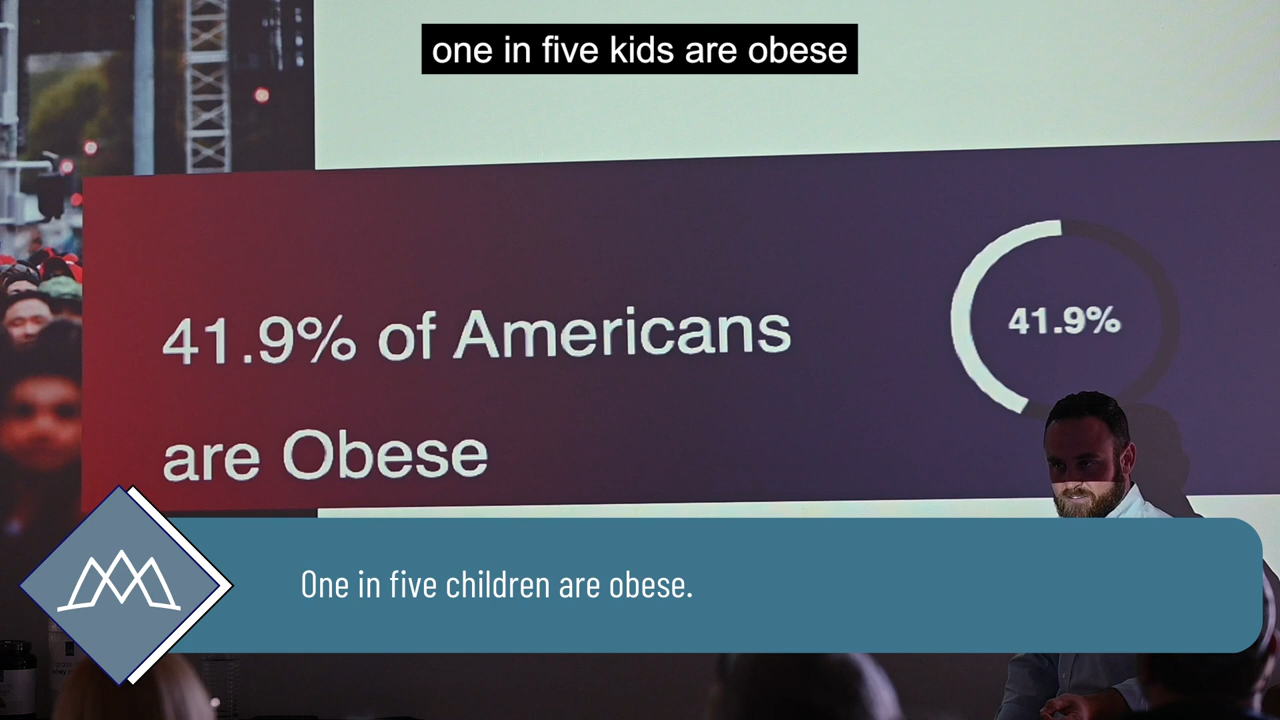 one in five kids are obese
41.9% of Americans
are Obese
41.9%
One in five children are obese.